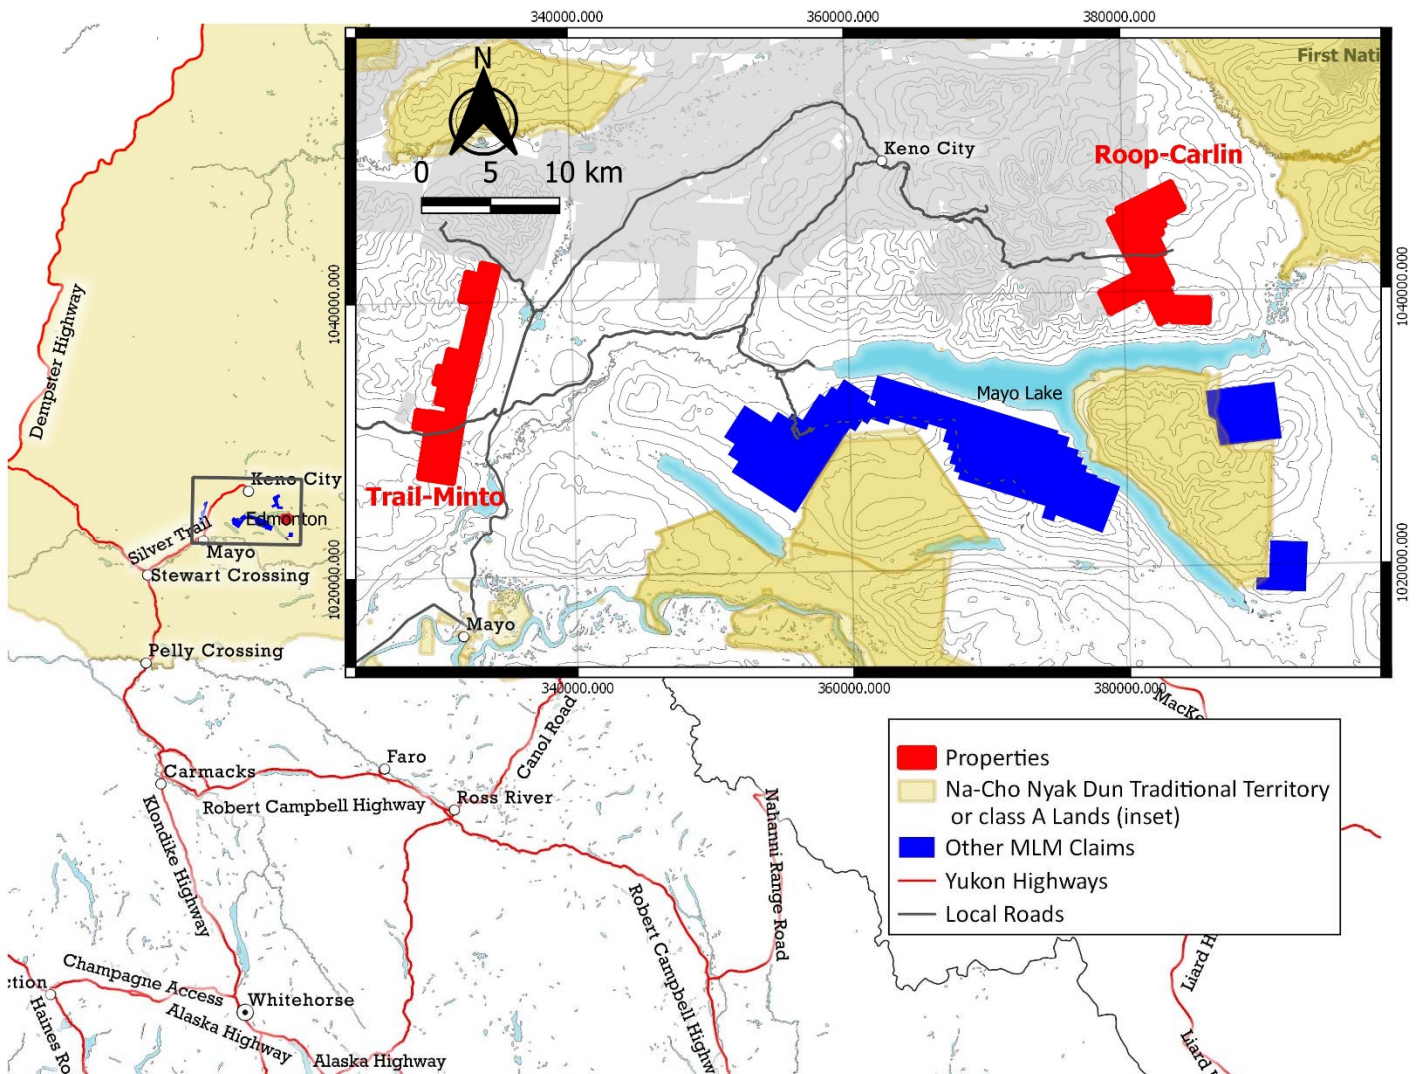 340000.000
360000.000
380000.000
First Nati
N
0 5 10 km
Keno City
Roop-Carlin
1040000.000
1040000.000
Mayo Lake
Trail-Minto
1020000.000
1020000.000
Mayo
340000.000
360000.000
380000.000
Dempster Highway
Keno City
Edmonton
Silver Trail
Mayo
Stewart Crossing
Pelly Crossing
MacKe
Canol Road
Faro
Carmacks
Robert Campbell Highway
Ross River
Klondike Highway
Nahanni Range Road
Robert Campbell Highw
Properties
Na-Cho Nyak Dun Traditional Territory
or class A Lands (inset)
Other MLM Claims
Yukon Highways
Local Roads
Liard H
Champagne Access
:tion
Whitehorse
Haines Ro
Alaska Highway
Alaska Highway
Liard